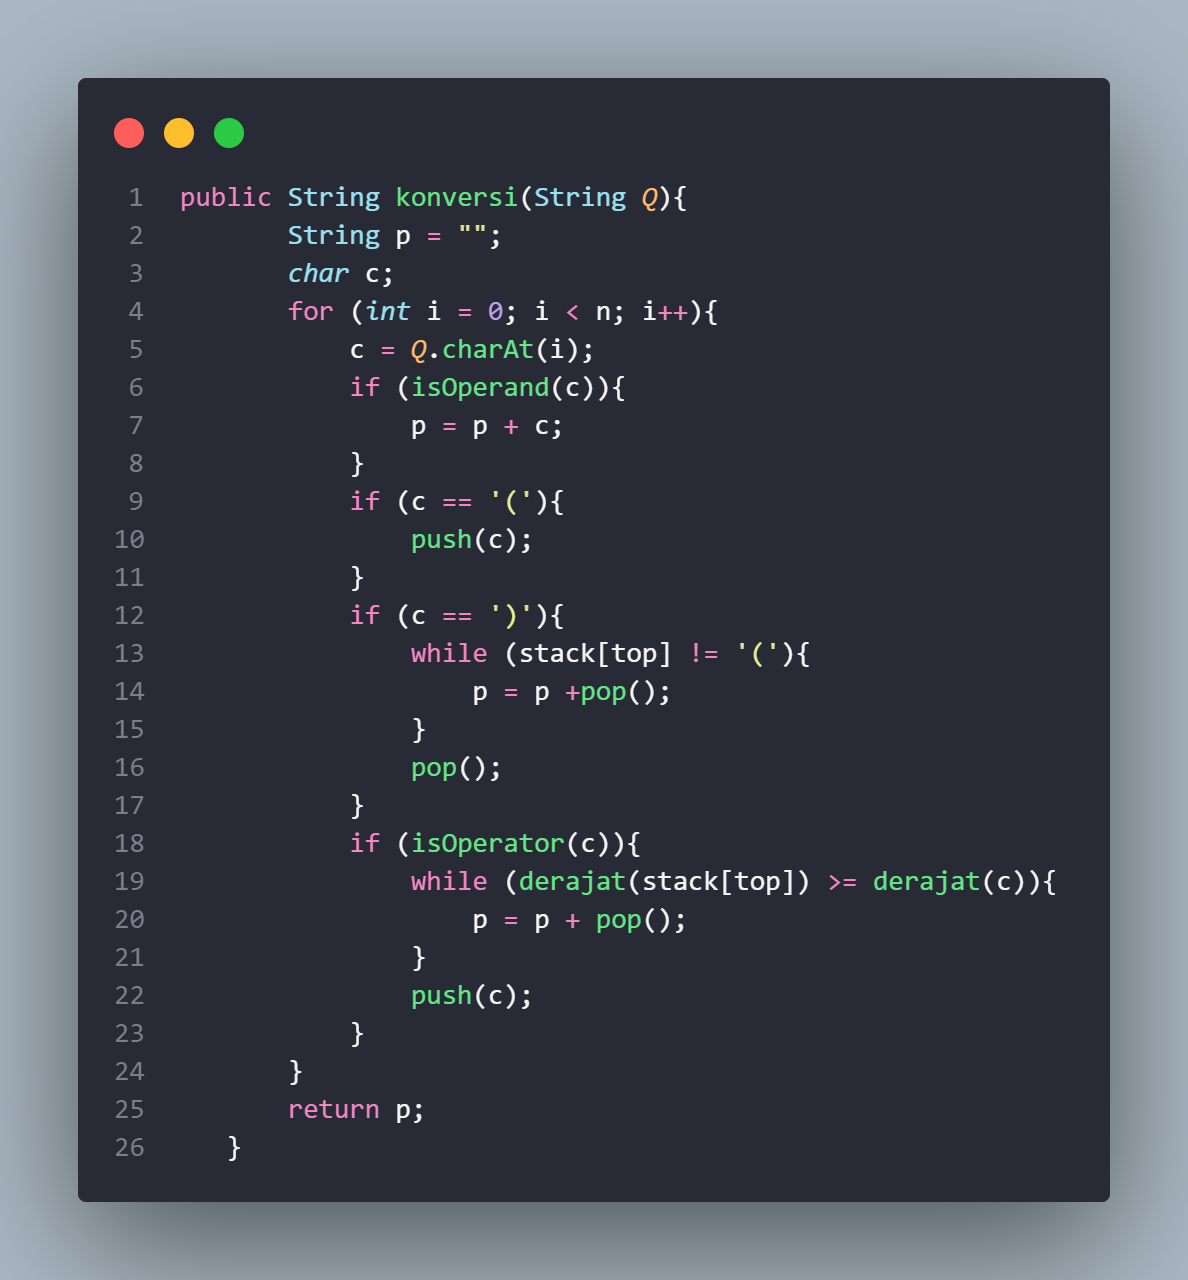 1 public String konversi(String Q){
2 String p = "";
3 char c;
4 for (int i = 0; i < n; i++){
5 c = Q.charAt(i);
6 if (isOperand(c)){
7 p = p + c;
8 }
9 if (c == '('){
10 push(c);
11 }
12 if (c == ')'){
13 while (stack[top] != '('){
14 p = p +pop();
15 }
16 pop();
17 }
18 if (isOperator(c)){
19 while (derajat(stack[top]) >= derajat(c)){
20 p = p + pop();
21 }
22 push(c);
23 }
24 }
25 return p;
26 }